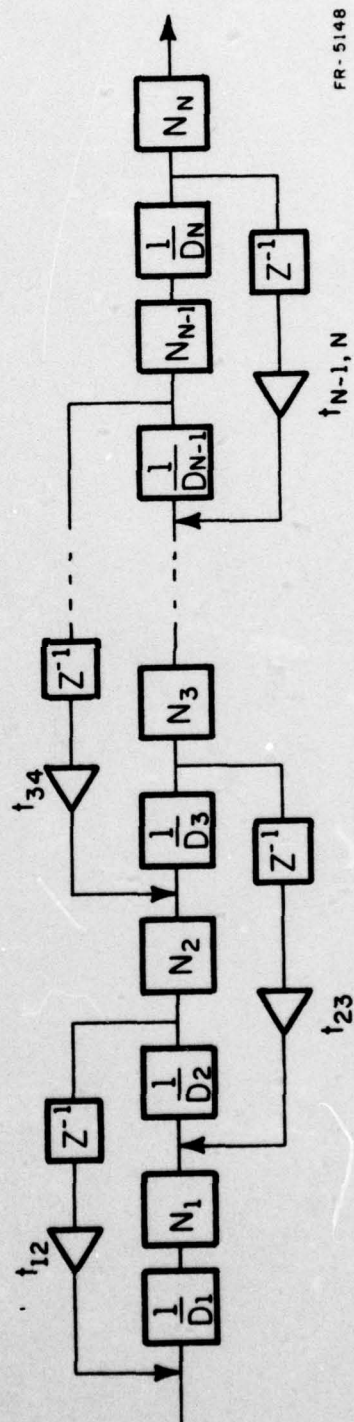 t12
Z⁻¹
t34
Z⁻¹
1/D1
N1
1/D2
N2
1/D3
N3
1/DN-1
NN-1
1/DN
NN
t23
Z⁻¹
tN-1, N
Z⁻¹
FR-5148